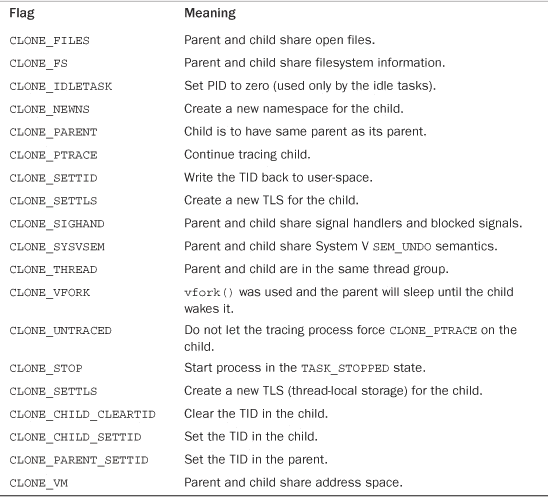 Flag Meaning
CLONE_FILES Parent and child share open files.
CLONE_FS Parent and child share filesystem information.
CLONE_IDLETASK Set PID to zero (used only by the idle tasks).
CLONE_NEWNS Create a new namespace for the child.
CLONE_PARENT Child is to have same parent as its parent.
CLONE_PTRACE Continue tracing child.
CLONE_SETTID Write the TID back to user-space.
CLONE_SETTLS Create a new TLS for the child.
CLONE_SIGHAND Parent and child share signal handlers and blocked signals.
CLONE_SYSVSEM Parent and child share System V SEM_UNDO semantics.
CLONE_THREAD Parent and child are in the same thread group.
CLONE_VFORK vfork() was used and the parent will sleep until the child
wakes it.
CLONE_UNTRACED Do not let the tracing process force CLONE_PTRACE on the
child.
CLONE_STOP Start process in the TASK_STOPPED state.
CLONE_SETTLS Create a new TLS (thread-local storage) for the child.
CLONE_CHILD_CLEARTID Clear the TID in the child.
CLONE_CHILD_SETTID Set the TID in the child.
CLONE_PARENT_SETTID Set the TID in the parent.
CLONE_VM Parent and child share address space.